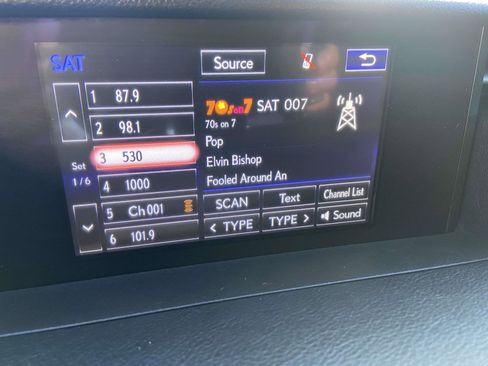 SAT
Source
1 87.9
2 98.1
3 530
4 1000
5 Ch 001
6 101.9
Set
1/6
70s on 7 SAT 007
70s on 7
Pop
Elvin Bishop
Fooled Around An
SCAN
Text
Channel List
< TYPE
TYPE >
Sound